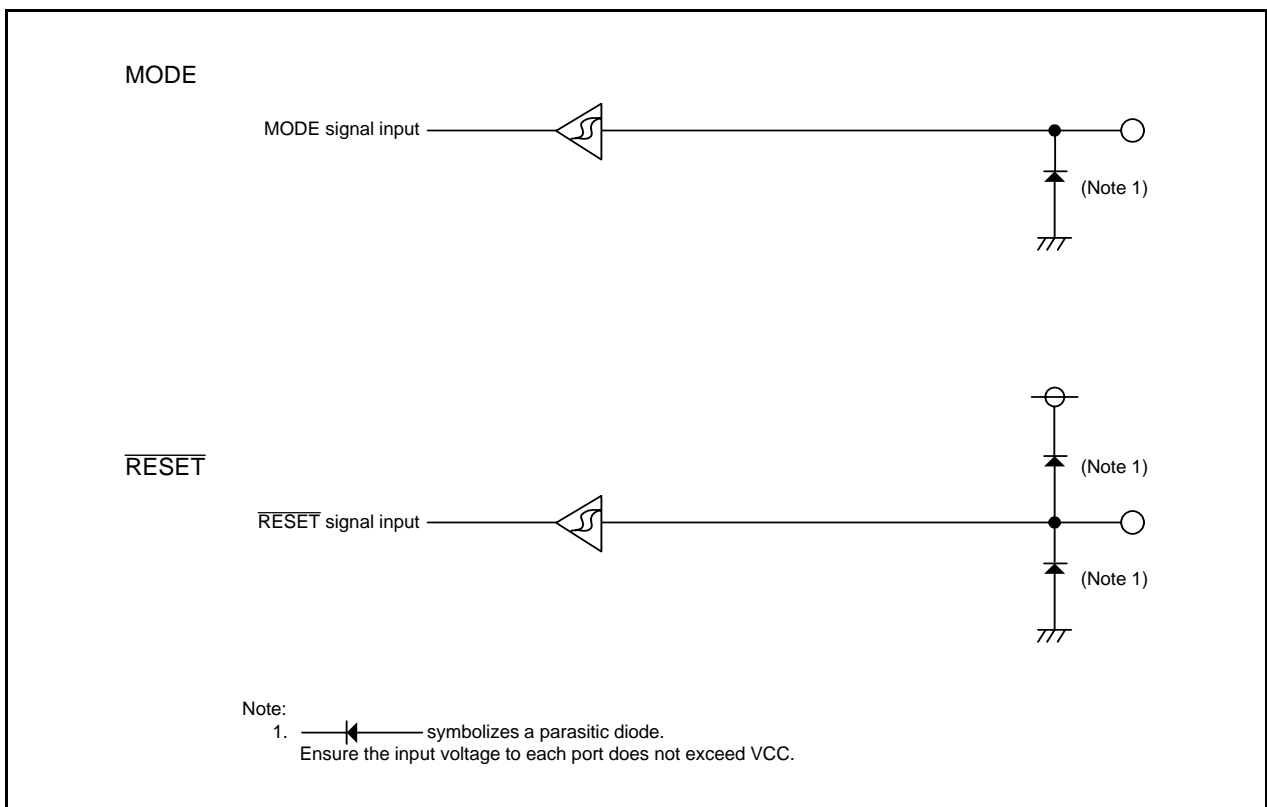 MODE
MODE signal input
(Note 1)
(Note 1)
RESET
RESET signal input
(Note 1)
Note:
1. symbolizes a parasitic diode.
Ensure the input voltage to each port does not exceed VCC.